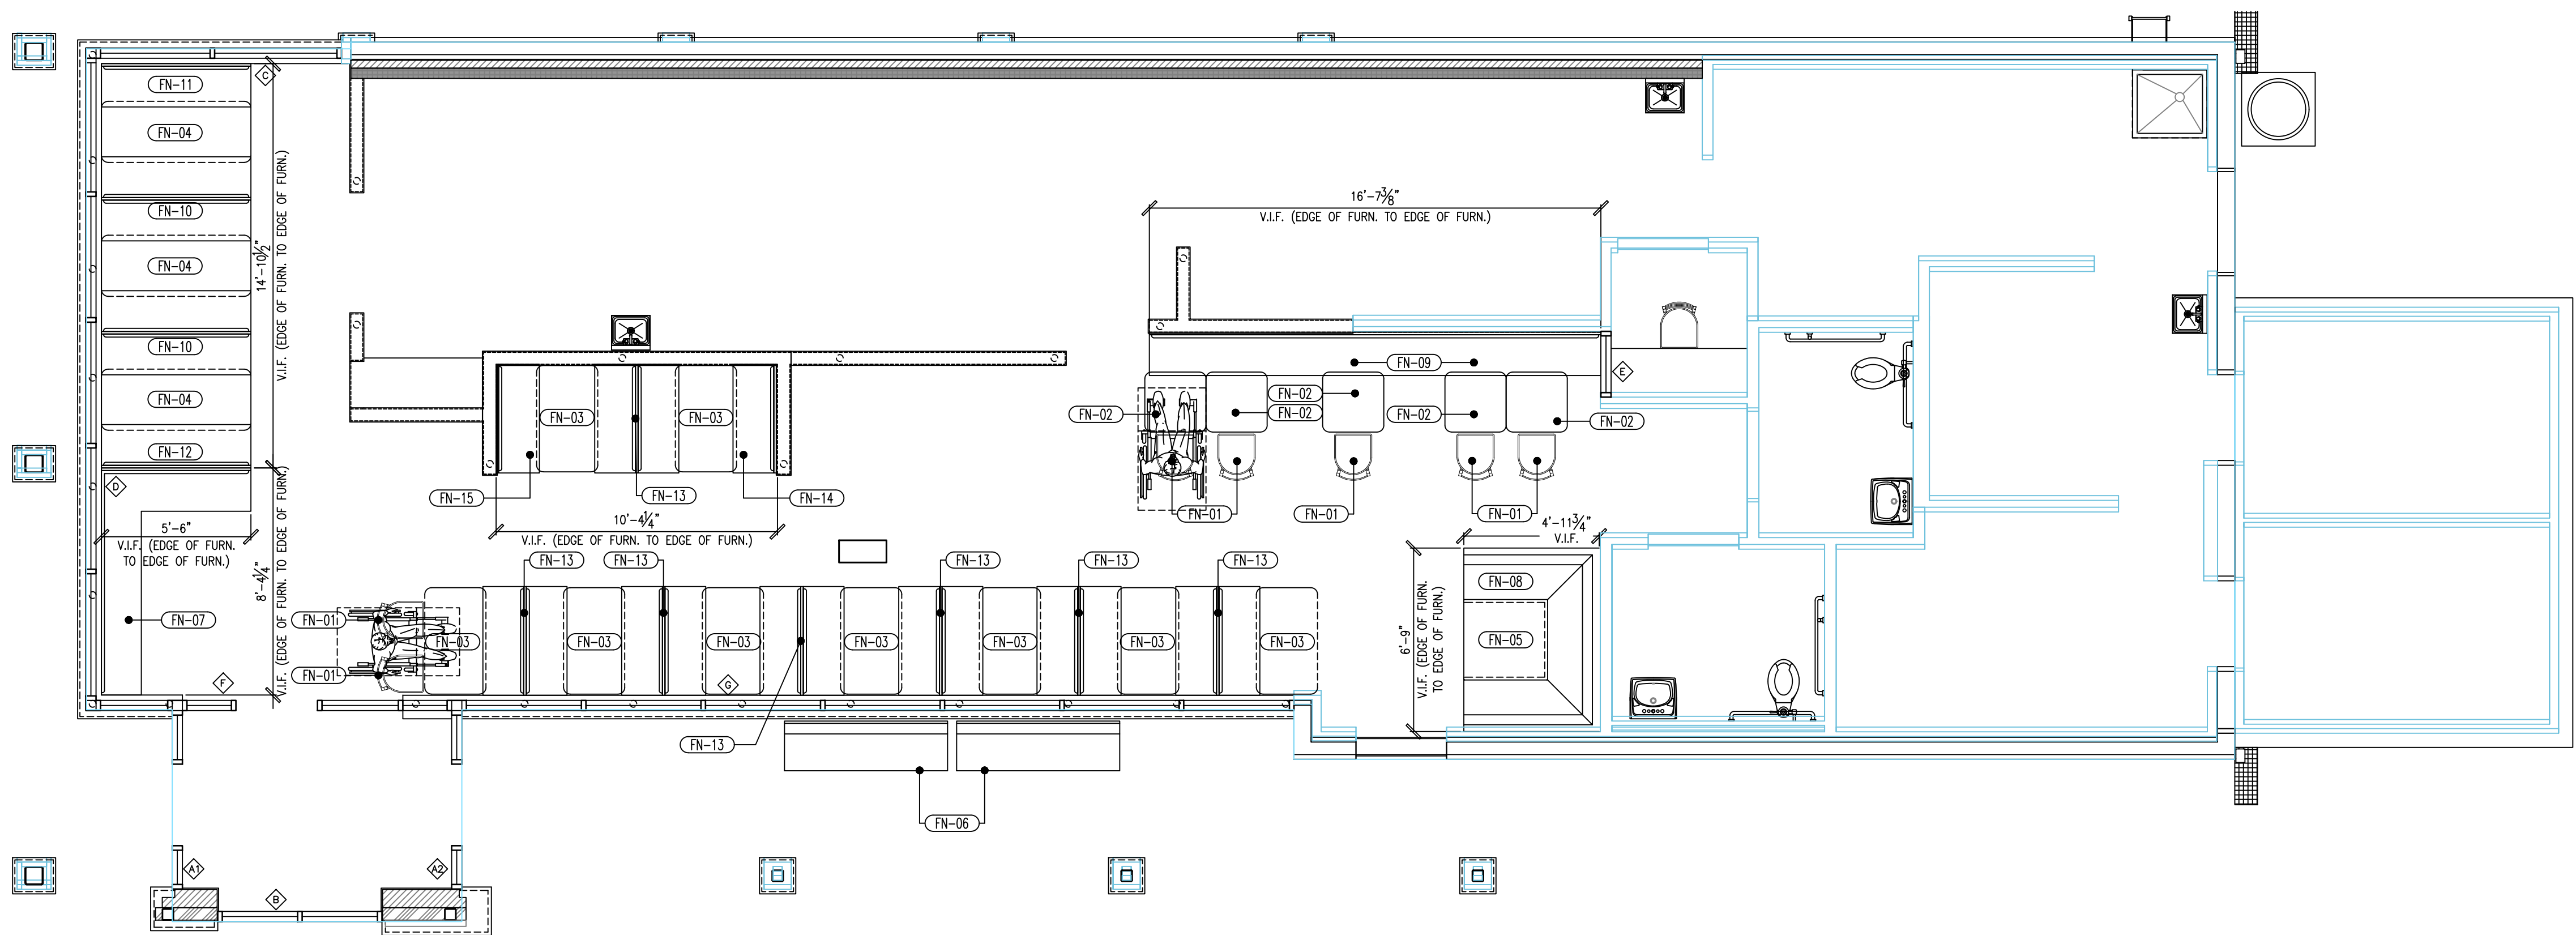 FN-11
C
FN-04
FN-10
FN-04
FN-10
FN-04
FN-12
14'-10½"
V.I.F. (EDGE OF FURN. TO EDGE OF FURN.)
D
5'-6"
V.I.F. (EDGE OF FURN.
TO EDGE OF FURN.)
8'-4¼"
V.I.F. (EDGE OF FURN. TO EDGE OF FURN.)
FN-07
F
FN-03
FN-03
FN-15
FN-13
FN-14
10'-4¼"
V.I.F. (EDGE OF FURN. TO EDGE OF FURN.)
16'-7⅜"
V.I.F. (EDGE OF FURN. TO EDGE OF FURN.)
FN-09
E
FN-02
FN-02
FN-02
FN-02
FN-02
FN-01
FN-01
FN-01
4'-11¾"
V.I.F.
FN-13
FN-13
FN-13
FN-13
FN-13
FN-01
FN-01
FN-03
FN-03
FN-03
FN-03
FN-03
FN-03
FN-03
G
6'-9"
V.I.F. (EDGE OF FURN.
TO EDGE OF FURN.)
FN-08
FN-05
FN-13
FN-06
A1
A2
B